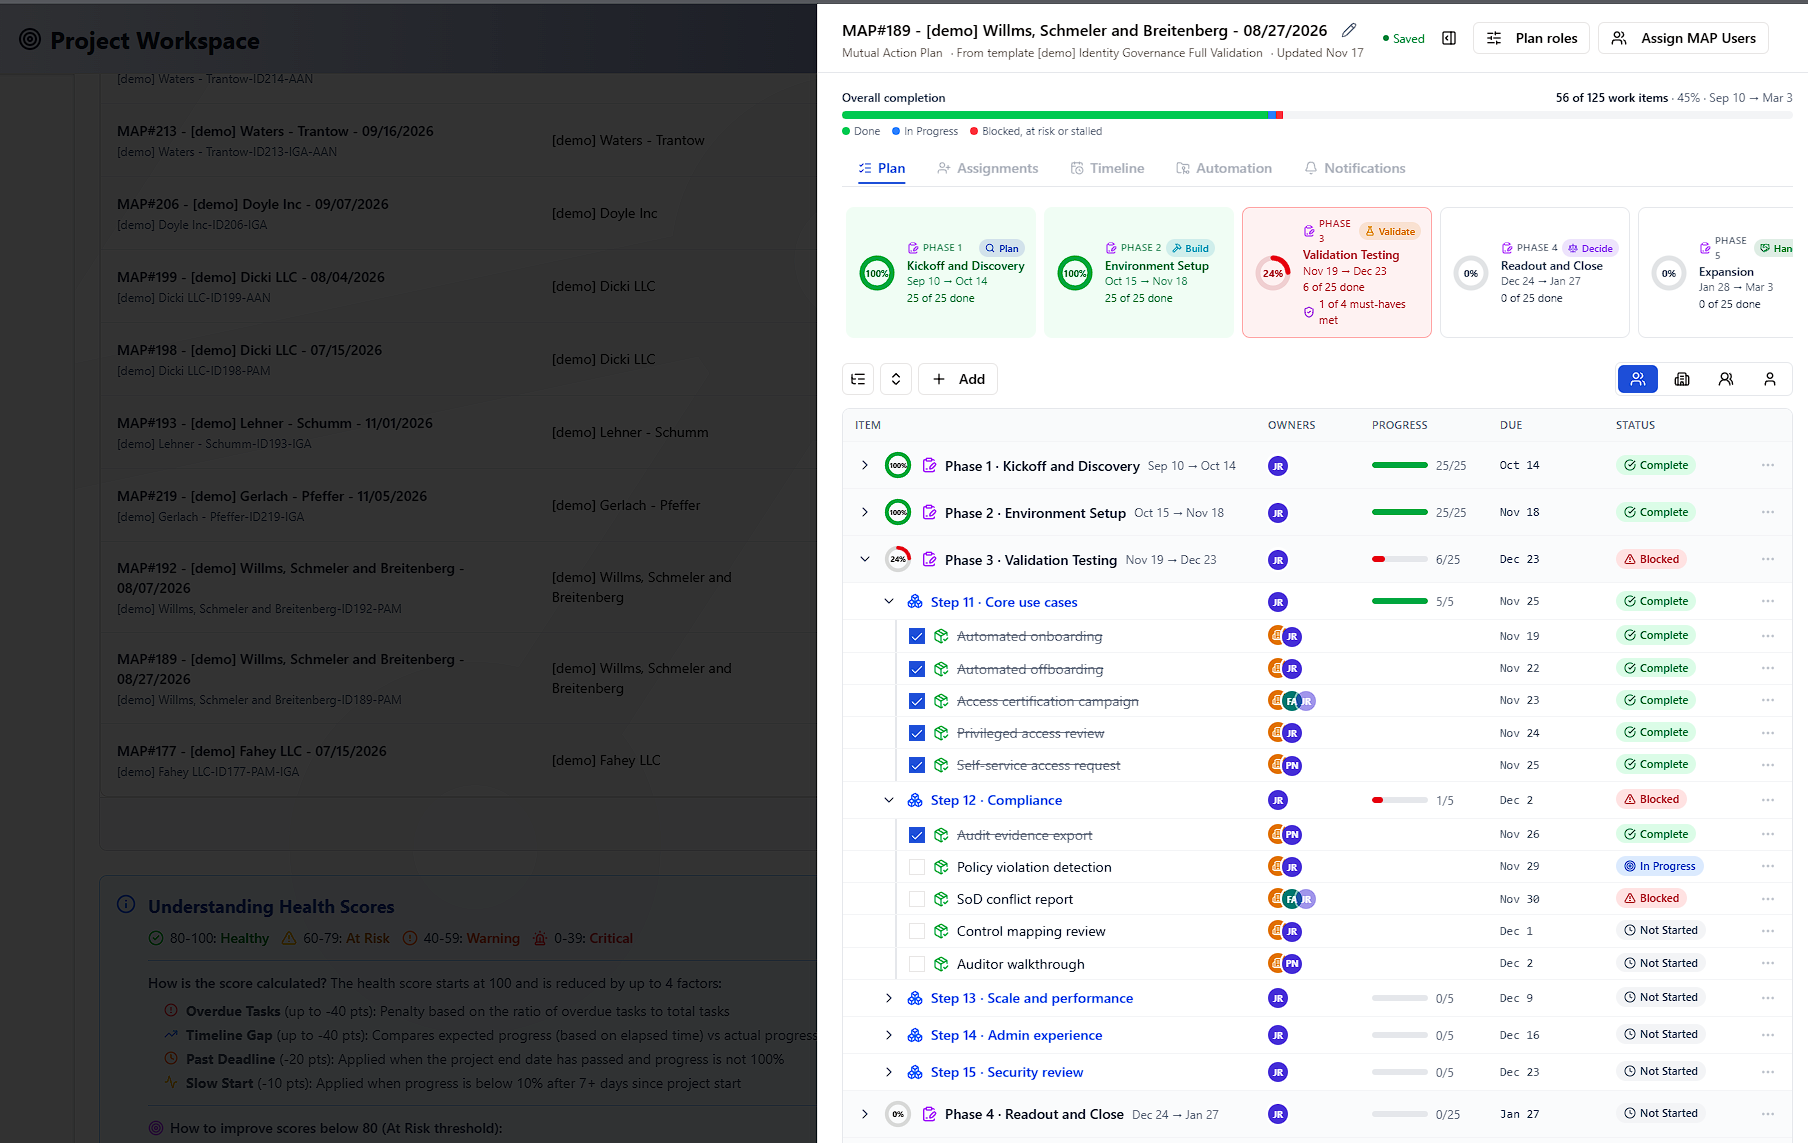 Project Workspace
[demo] Waters - Trantow-ID214-AAN
MAP#213 - [demo] Waters - Trantow - 09/16/2026
[demo] Waters - Trantow-ID213-IGA-AAN
[demo] Waters - Trantow
MAP#206 - [demo] Doyle Inc - 09/07/2026
[demo] Doyle Inc-ID206-IGA
[demo] Doyle Inc
MAP#199 - [demo] Dicki LLC - 08/04/2026
[demo] Dicki LLC-ID199-AAN
[demo] Dicki LLC
MAP#198 - [demo] Dicki LLC - 07/15/2026
[demo] Dicki LLC-ID198-PAM
[demo] Dicki LLC
MAP#193 - [demo] Lehner - Schumm - 11/01/2026
[demo] Lehner - Schumm-ID193-IGA
[demo] Lehner - Schumm
MAP#219 - [demo] Gerlach - Pfeffer - 11/05/2026
[demo] Gerlach - Pfeffer-ID219-IGA
[demo] Gerlach - Pfeffer
MAP#192 - [demo] Willms, Schmeler and Breitenberg -
08/07/2026
[demo] Willms, Schmeler and Breitenberg-ID192-PAM
[demo] Willms, Schmeler and
Breitenberg
MAP#189 - [demo] Willms, Schmeler and Breitenberg -
08/27/2026
[demo] Willms, Schmeler and Breitenberg-ID189-PAM
[demo] Willms, Schmeler and
Breitenberg
MAP#177 - [demo] Fahey LLC - 07/15/2026
[demo] Fahey LLC-ID177-PAM-IGA
[demo] Fahey LLC
Understanding Health Scores
80-100: Healthy 60-79: At Risk 40-59: Warning 0-39: Critical
How is the score calculated? The health score starts at 100 and is reduced by up to 4 factors:
Overdue Tasks (up to -40 pts): Penalty based on the ratio of overdue tasks to total tasks
Timeline Gap (up to -40 pts): Compares expected progress (based on elapsed time) vs actual progress
Past Deadline (-20 pts): Applied when the project end date has passed and progress is not 100%
Slow Start (-10 pts): Applied when progress is below 10% after 7+ days since project start
How to improve scores below 80 (At Risk threshold):
MAP#189 - [demo] Willms, Schmeler and Breitenberg - 08/27/2026
Saved
Plan roles
Assign MAP Users
Mutual Action Plan · From template [demo] Identity Governance Full Validation · Updated Nov 17
Overall completion
56 of 125 work items · 45% · Sep 10 → Mar 3
Done In Progress Blocked, at risk or stalled
Plan Assignments Timeline Automation Notifications
100%
PHASE 1 Plan
Kickoff and Discovery
Sep 10 → Oct 14
25 of 25 done
100%
PHASE 2 Build
Environment Setup
Oct 15 → Nov 18
25 of 25 done
24%
PHASE 3 Validate
Validation Testing
Nov 19 → Dec 23
6 of 25 done
1 of 4 must-haves
met
0%
PHASE 4 Decide
Readout and Close
Dec 24 → Jan 27
0 of 25 done
0%
PHASE 5 Han
Expansion
Jan 28 → Mar 3
0 of 25 done
Add
ITEM OWNERS PROGRESS DUE STATUS
100% Phase 1 · Kickoff and Discovery Sep 10 → Oct 14 JR 25/25 Oct 14 Complete
100% Phase 2 · Environment Setup Oct 15 → Nov 18 JR 25/25 Nov 18 Complete
24% Phase 3 · Validation Testing Nov 19 → Dec 23 JR 6/25 Dec 23 Blocked
Step 11 · Core use cases JR 5/5 Nov 25 Complete
Automated onboarding JR Nov 19 Complete
Automated offboarding JR Nov 22 Complete
Access certification campaign FA JR Nov 23 Complete
Privileged access review JR Nov 24 Complete
Self-service access request PN Nov 25 Complete
Step 12 · Compliance JR 1/5 Dec 2 Blocked
Audit evidence export PN Nov 26 Complete
Policy violation detection JR Nov 29 In Progress
SoD conflict report FA JR Nov 30 Blocked
Control mapping review JR Dec 1 Not Started
Auditor walkthrough PN Dec 2 Not Started
Step 13 · Scale and performance JR 0/5 Dec 9 Not Started
Step 14 · Admin experience JR 0/5 Dec 16 Not Started
Step 15 · Security review JR 0/5 Dec 23 Not Started
0% Phase 4 · Readout and Close Dec 24 → Jan 27 JR 0/25 Jan 27 Not Started